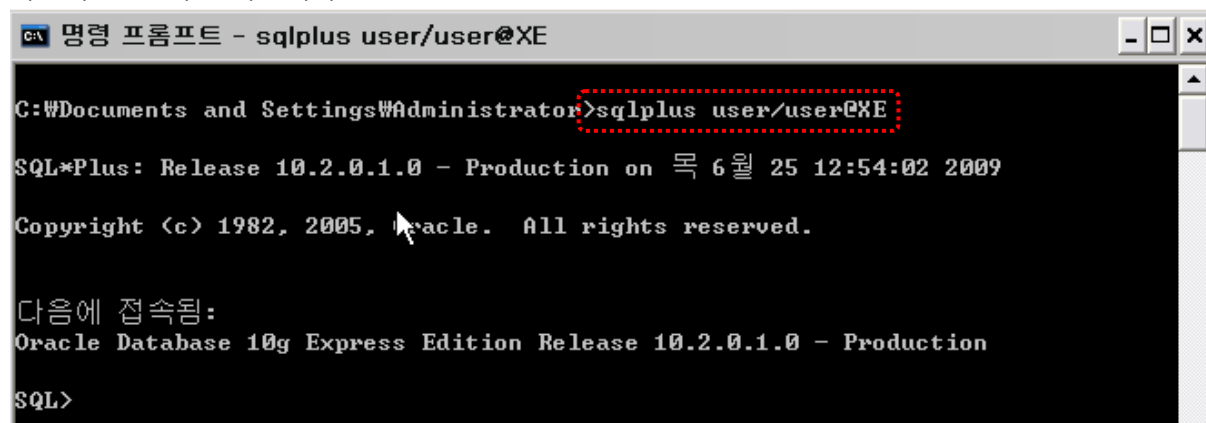 명령 프롬프트 - sqlplus user/user@XE
C:₩Documents and Settings₩Administrator>sqlplus user/user@XE
SQL*Plus: Release 10.2.0.1.0 - Production on 목 6월 25 12:54:02 2009
Copyright (c) 1982, 2005, Oracle.  All rights reserved.
다음에 접속됨:
Oracle Database 10g Express Edition Release 10.2.0.1.0 - Production
SQL>